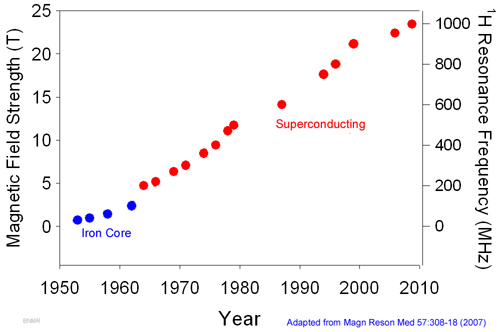 25
20
15
10
5
0
Magnetic Field Strength (T)
1000
800
600
400
200
0
¹H Resonance Frequency (MHz)
Superconducting
Iron Core
1950 1960 1970 1980 1990 2000 2010
Year
Adapted from Magn Reson Med 57:308-18 (2007)